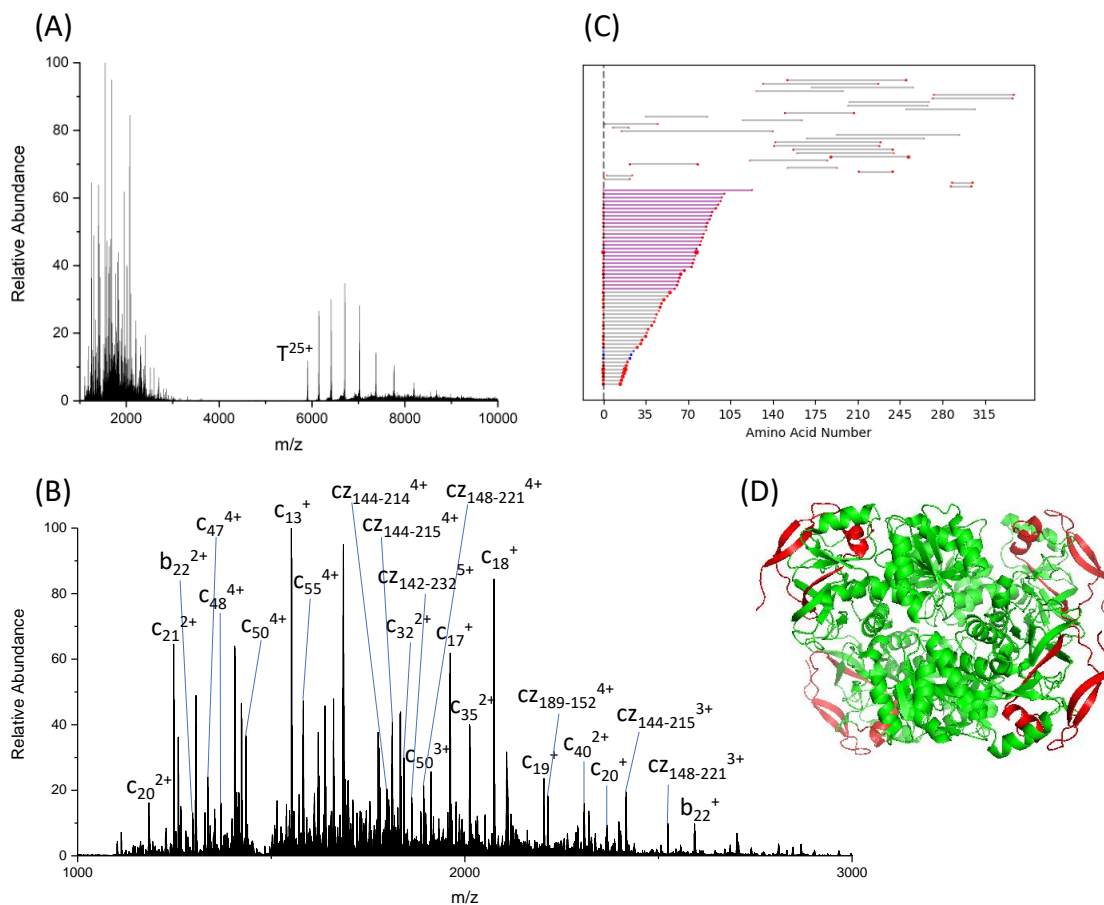 (A)
100
80
60
40
20
0
Relative Abundance
T²⁵⁺
2000 4000 6000 8000 10000
m/z
(C)
0 35 70 105 140 175 210 245 280 315
Amino Acid Number
(B)
100
80
60
40
20
0
Relative Abundance
c₂₀²⁺
c₂₁²⁺
b₂₂²⁺
c₄₇⁴⁺
c₄₈⁴⁺
c₅₀⁴⁺
c₁₃⁺
c₅₅⁴⁺
cz₁₄₄₋₂₁₄⁴⁺
cz₁₄₄₋₂₁₅⁴⁺
cz₁₄₂₋₂₃₂⁵⁺
c₃₂²⁺
c₅₀³⁺
cz₁₄₈₋₂₂₁⁴⁺
c₁₇⁺
c₃₅²⁺
c₁₈⁺
c₁₉⁺
cz₁₈₉₋₁₅₂⁴⁺
c₄₀²⁺
c₂₀⁺
cz₁₄₄₋₂₁₅³⁺
cz₁₄₈₋₂₂₁³⁺
b₂₂⁺
1000 2000 3000
m/z
(D)